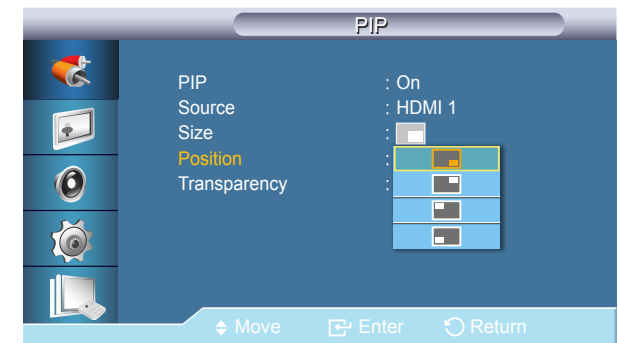 PIP
PIP : On
Source : HDMI 1
Size :
Position :
Transparency :
Move Enter Return